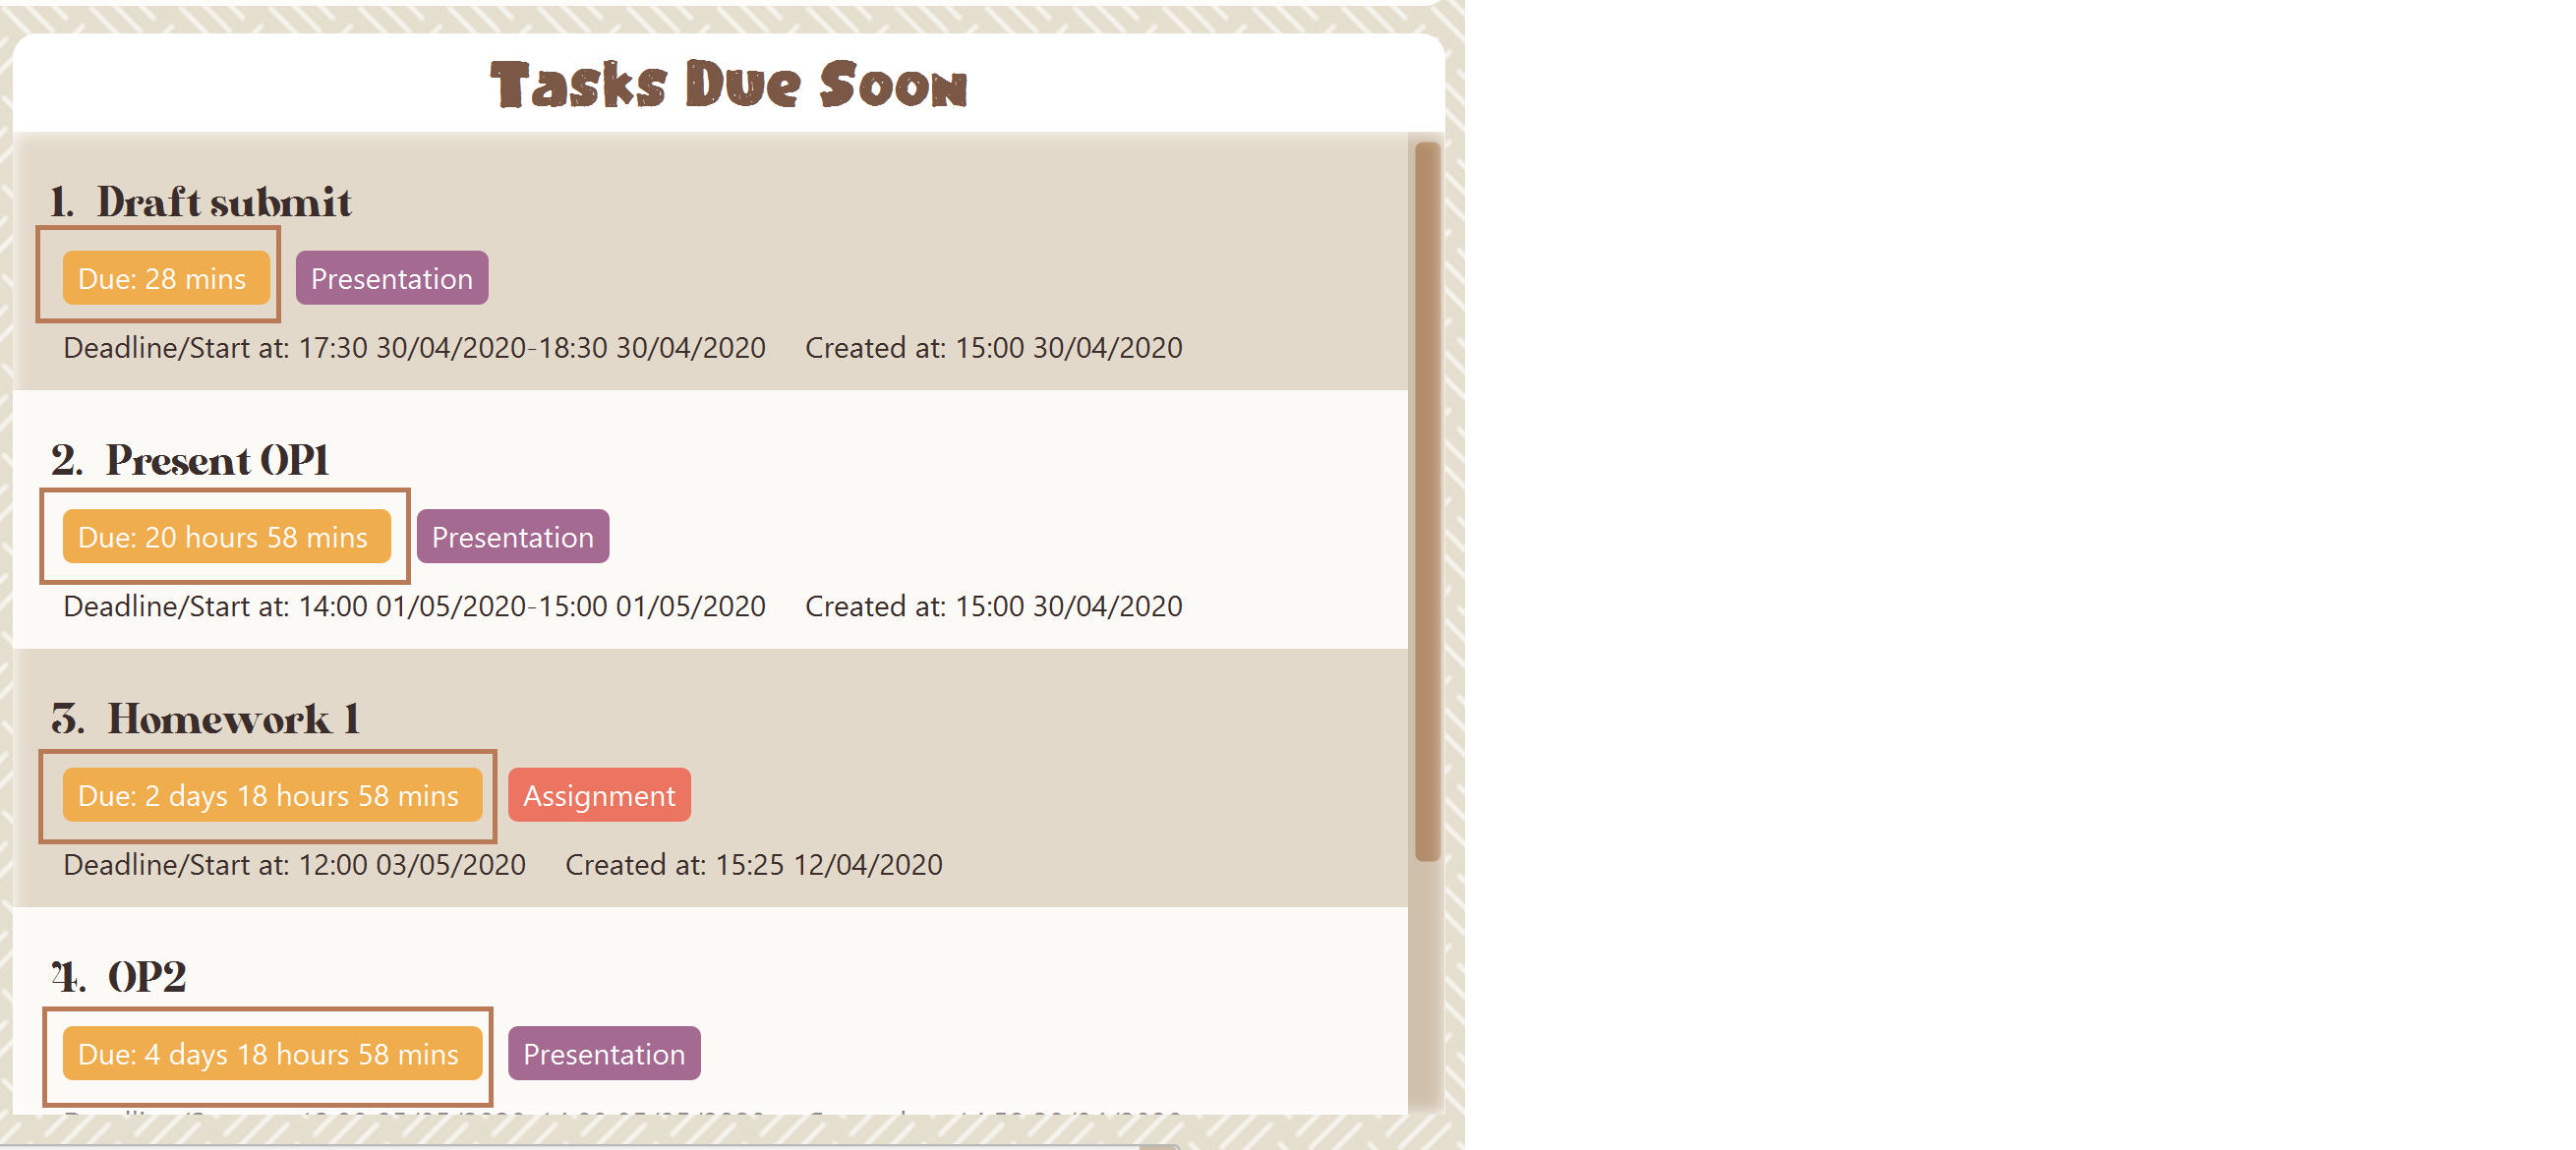 Tasks Due Soon
1. Draft submit
Due: 28 mins Presentation
Deadline/Start at: 17:30 30/04/2020-18:30 30/04/2020 Created at: 15:00 30/04/2020
2. Present OP1
Due: 20 hours 58 mins Presentation
Deadline/Start at: 14:00 01/05/2020-15:00 01/05/2020 Created at: 15:00 30/04/2020
3. Homework 1
Due: 2 days 18 hours 58 mins Assignment
Deadline/Start at: 12:00 03/05/2020 Created at: 15:25 12/04/2020
4. OP2
Due: 4 days 18 hours 58 mins Presentation